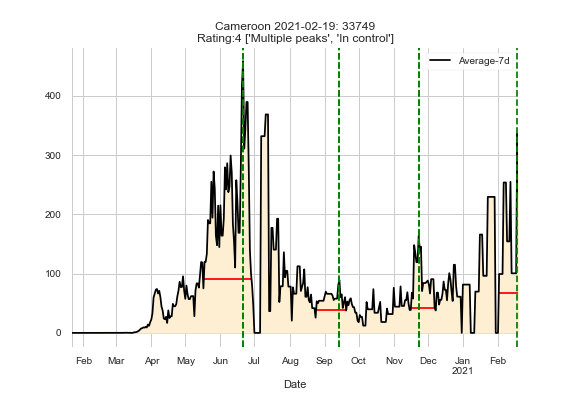 Cameroon 2021-02-19: 33749
Rating:4 ['Multiple peaks', 'In control']
Average-7d
400
300
200
100
0
Feb Mar Apr May Jun Jul Aug Sep Oct Nov Dec Jan Feb
2021
Date